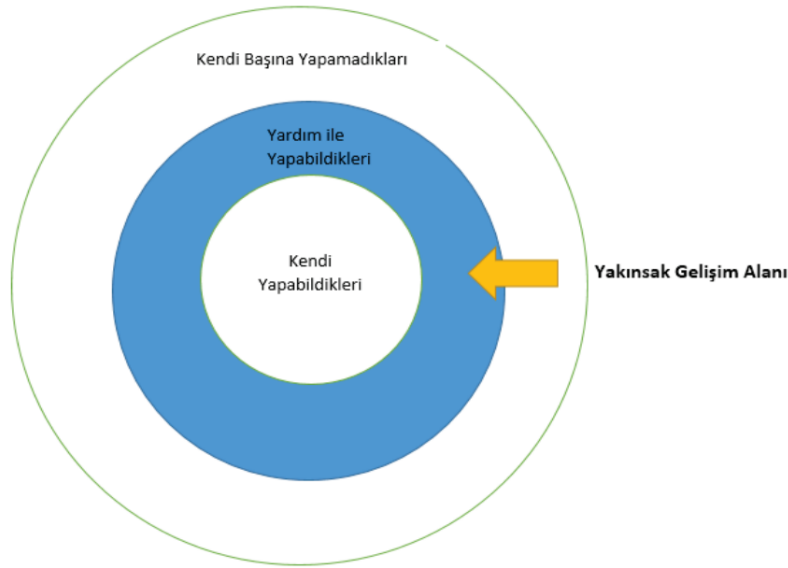 Kendi Başına Yapamadıkları
Yardım ile
Yapabildikleri
Kendi
Yapabildikleri
Yakınsak Gelişim Alanı